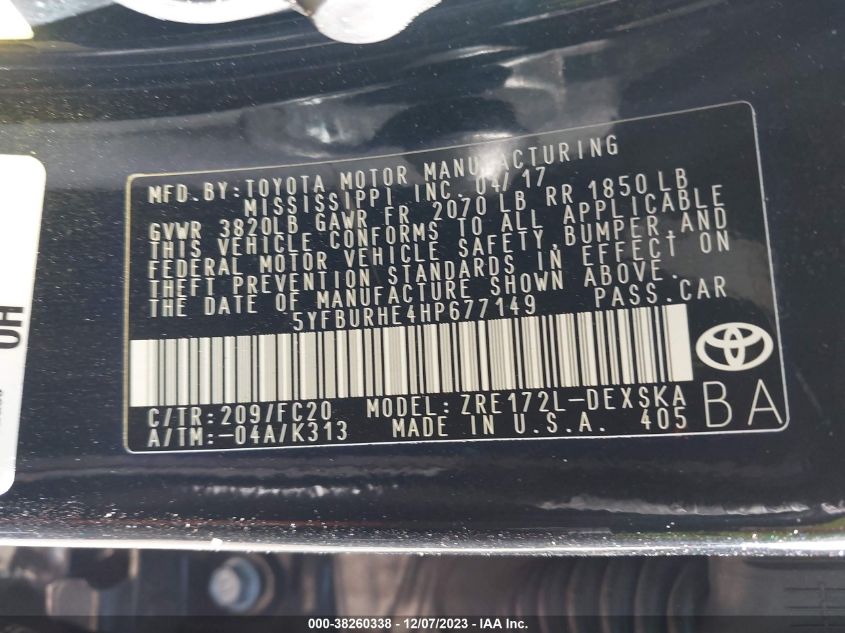 MFD.BY:TOYOTA MOTOR MANUFACTURING
MISSISSIPPI INC. 04/17
GVWR 3820LB GAWR FR 2070 LB RR 1850LB
THIS VEHICLE CONFORMS TO ALL APPLICABLE
FEDERAL MOTOR VEHICLE SAFETY,BUMPER,AND
THEFT PREVENTION STANDARDS IN EFFECT ON
THE DATE OF MANUFACTURE SHOWN ABOVE.
5YFBURHE4HP677149 PASS.CAR
C/TR:209/FC20 MODEL:ZRE172L-DEXSKA
A/TM:-04A/K313 MADE IN U.S.A. 405
BA
OH
000-38260338 - 12/07/2023 - IAA Inc.